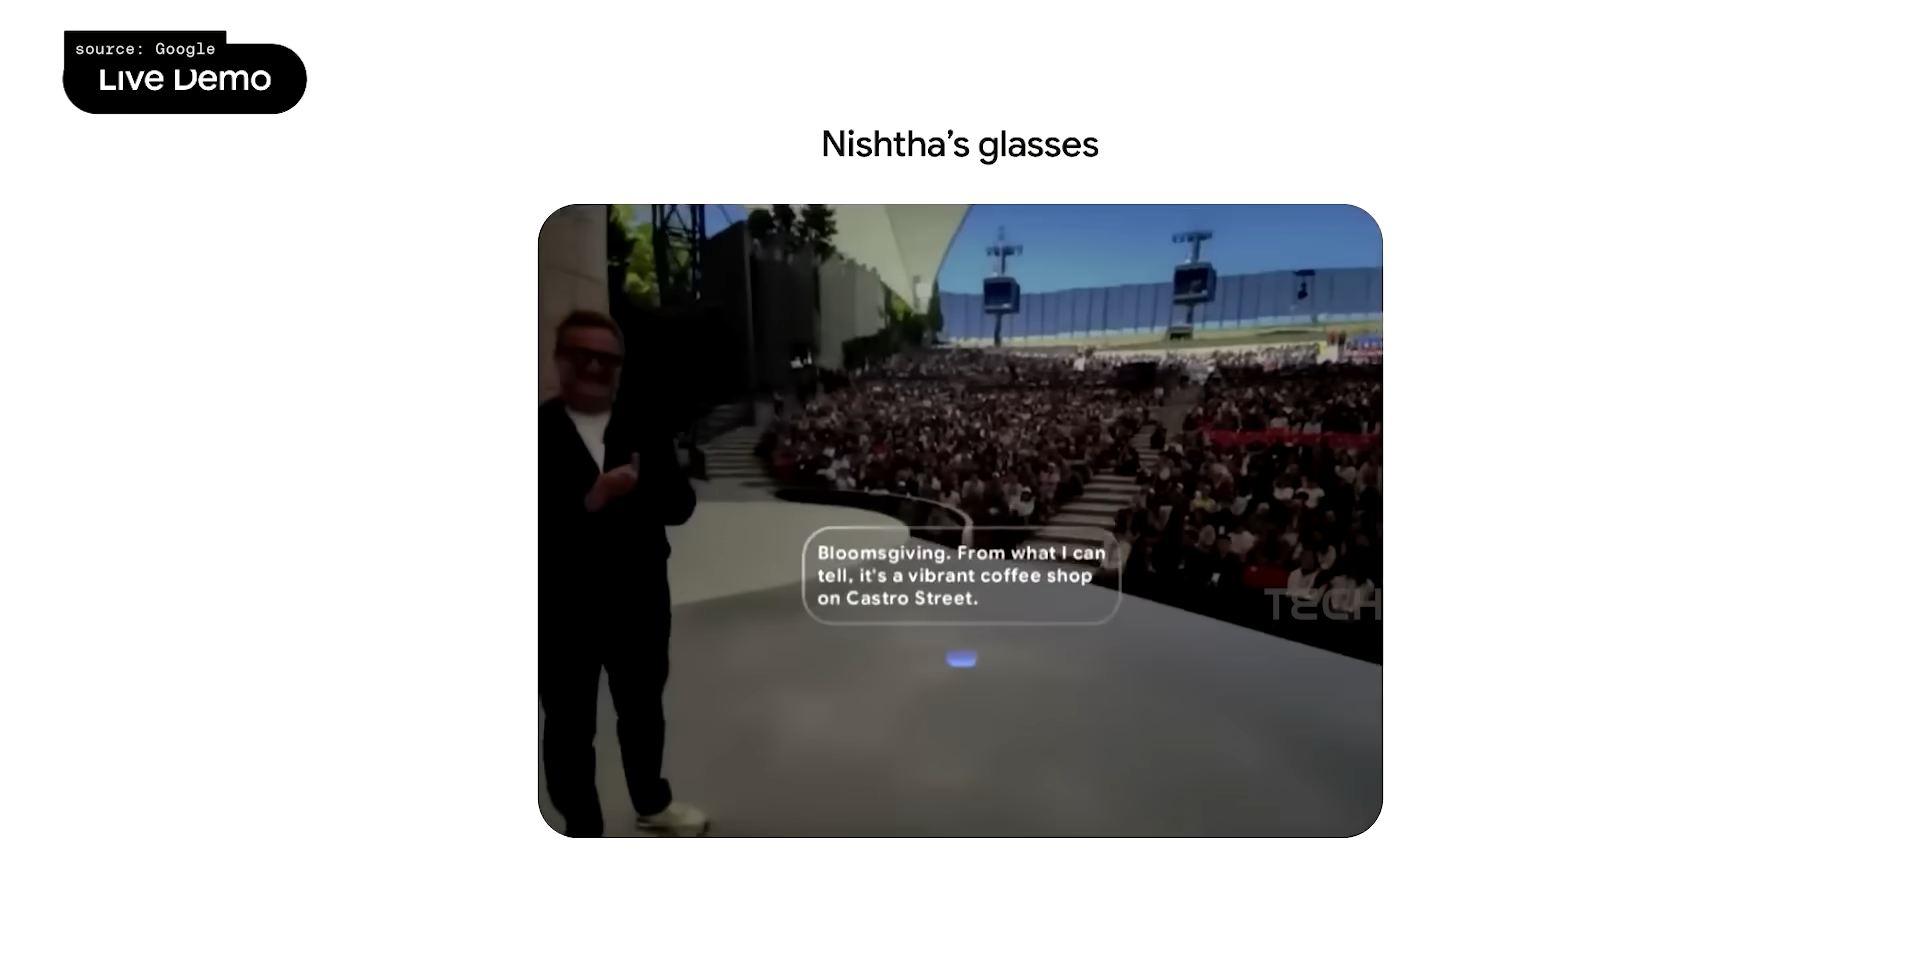 source: Google
Live Demo
Nishtha’s glasses
Bloomsgiving. From what I can
tell, it's a vibrant coffee shop
on Castro Street.
TECH